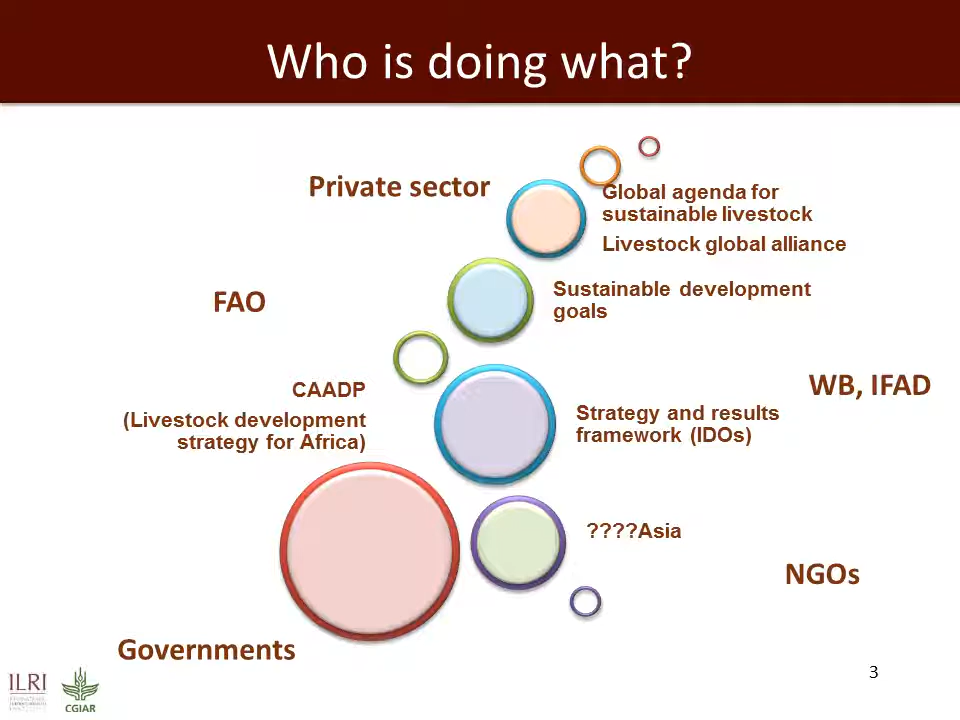 Who is doing what?
Private sector
Global agenda for
sustainable livestock
Livestock global alliance
FAO
Sustainable development
goals
CAADP
(Livestock development
strategy for Africa)
WB, IFAD
Strategy and results
framework (IDOs)
????Asia
NGOs
Governments
3
ILRI
CGIAR